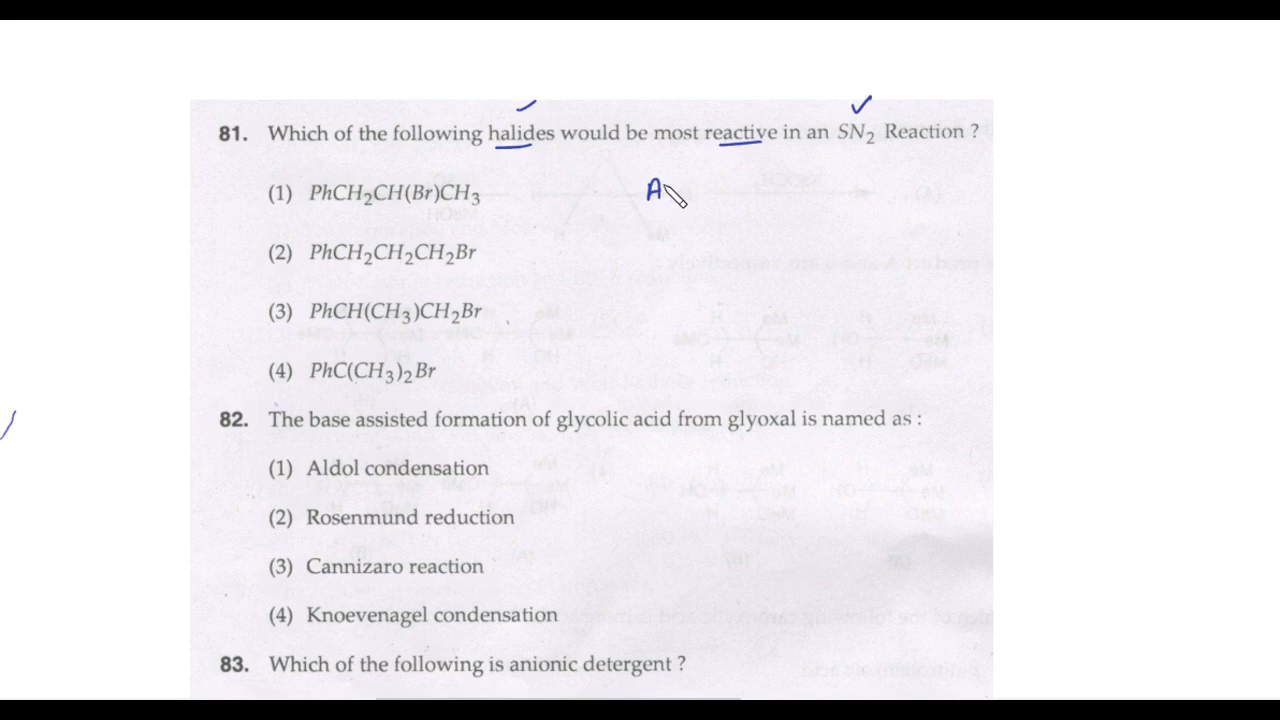 81. Which of the following halides would be most reactive in an SN₂ Reaction ?
(1) PhCH₂CH(Br)CH₃
A
(2) PhCH₂CH₂CH₂Br
(3) PhCH(CH₃)CH₂Br
(4) PhC(CH₃)₂Br
82. The base assisted formation of glycolic acid from glyoxal is named as :
(1) Aldol condensation
(2) Rosenmund reduction
(3) Cannizaro reaction
(4) Knoevenagel condensation
83. Which of the following is anionic detergent ?